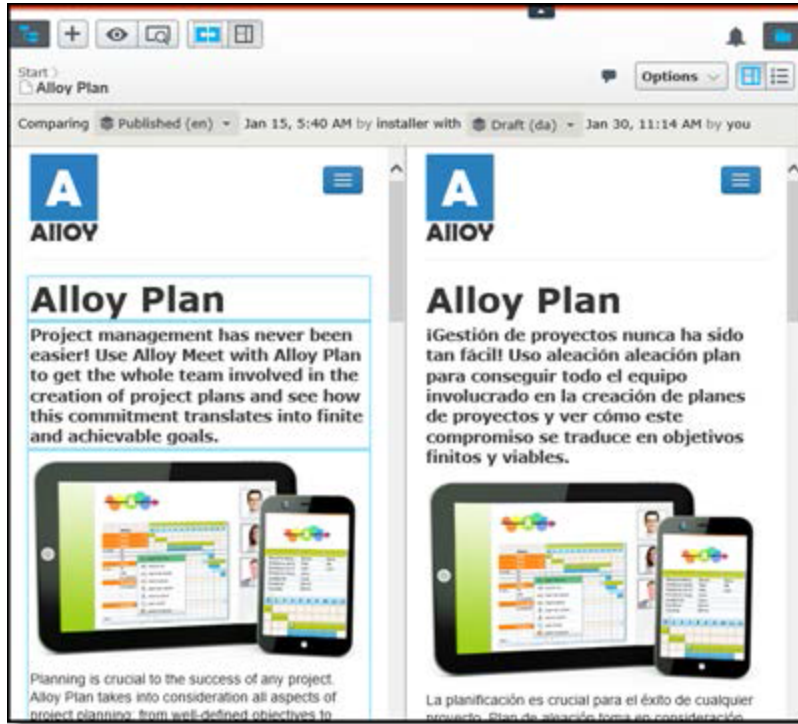 Start >
Alloy Plan
Options
Comparing Published (en) Jan 15, 5:40 AM by installer with Draft (da) Jan 30, 11:14 AM by you
A
AllOY
Alloy Plan
Project management has never been
easier! Use Alloy Meet with Alloy Plan
to get the whole team involved in the
creation of project plans and see how
this commitment translates into finite
and achievable goals.
Planning is crucial to the success of any project.
Alloy Plan takes into consideration all aspects of
project planning; from well-defined objectives to
A
AllOY
Alloy Plan
¡Gestión de proyectos nunca ha sido
tan fácil! Uso aleación aleación plan
para conseguir todo el equipo
involucrado en la creación de planes
de proyectos y ver cómo este
compromiso se traduce en objetivos
finitos y viables.
La planificación es crucial para el éxito de cualquier
proyecto. Plan de aleación toma en consideración